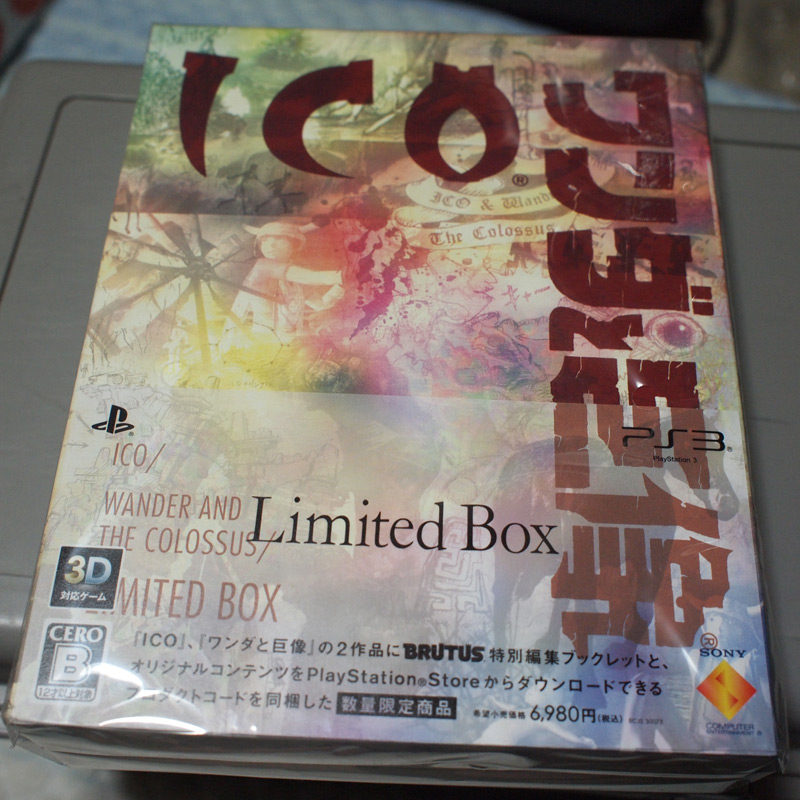 ICO®
ワンダと巨像
ICO & Wand
The Colossus
PS3®
PlayStation 3
ICO/
WANDER AND
THE COLOSSUS/
LIMITED BOX
Limited Box
3D
対応ゲーム
CERO
B
12才以上対象
『ICO』、『ワンダと巨像』の2作品にBRUTUS特別編集ブックレットと、
オリジナルコンテンツをPlayStation®Storeからダウンロードできる
プロダクトコードを同梱した 数量限定商品
希望小売価格 6,980円(税込)
®
SONY
COMPUTER
ENTERTAINMENT®